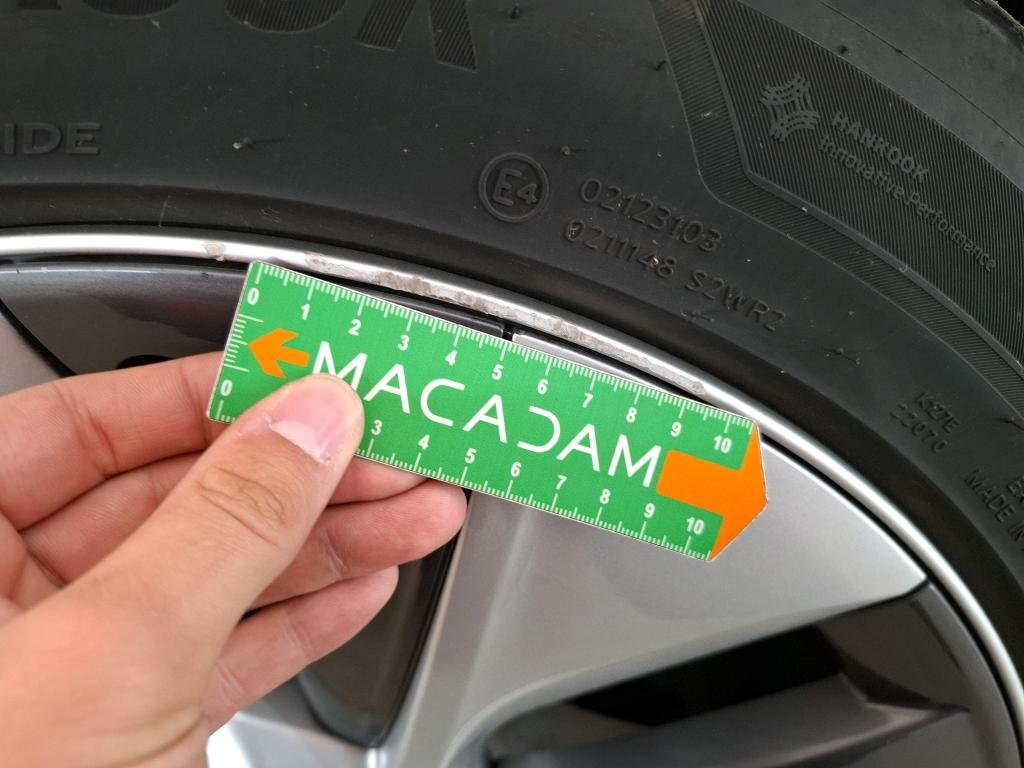 IDE
E4
02123103
0211148 S2WR2
HANKOOK
Innovative Performance
0 1 2 3 4 5 6 7 8 9 10
MACADAM
0 3 4 5 6 7 8 9 10
MADE IN